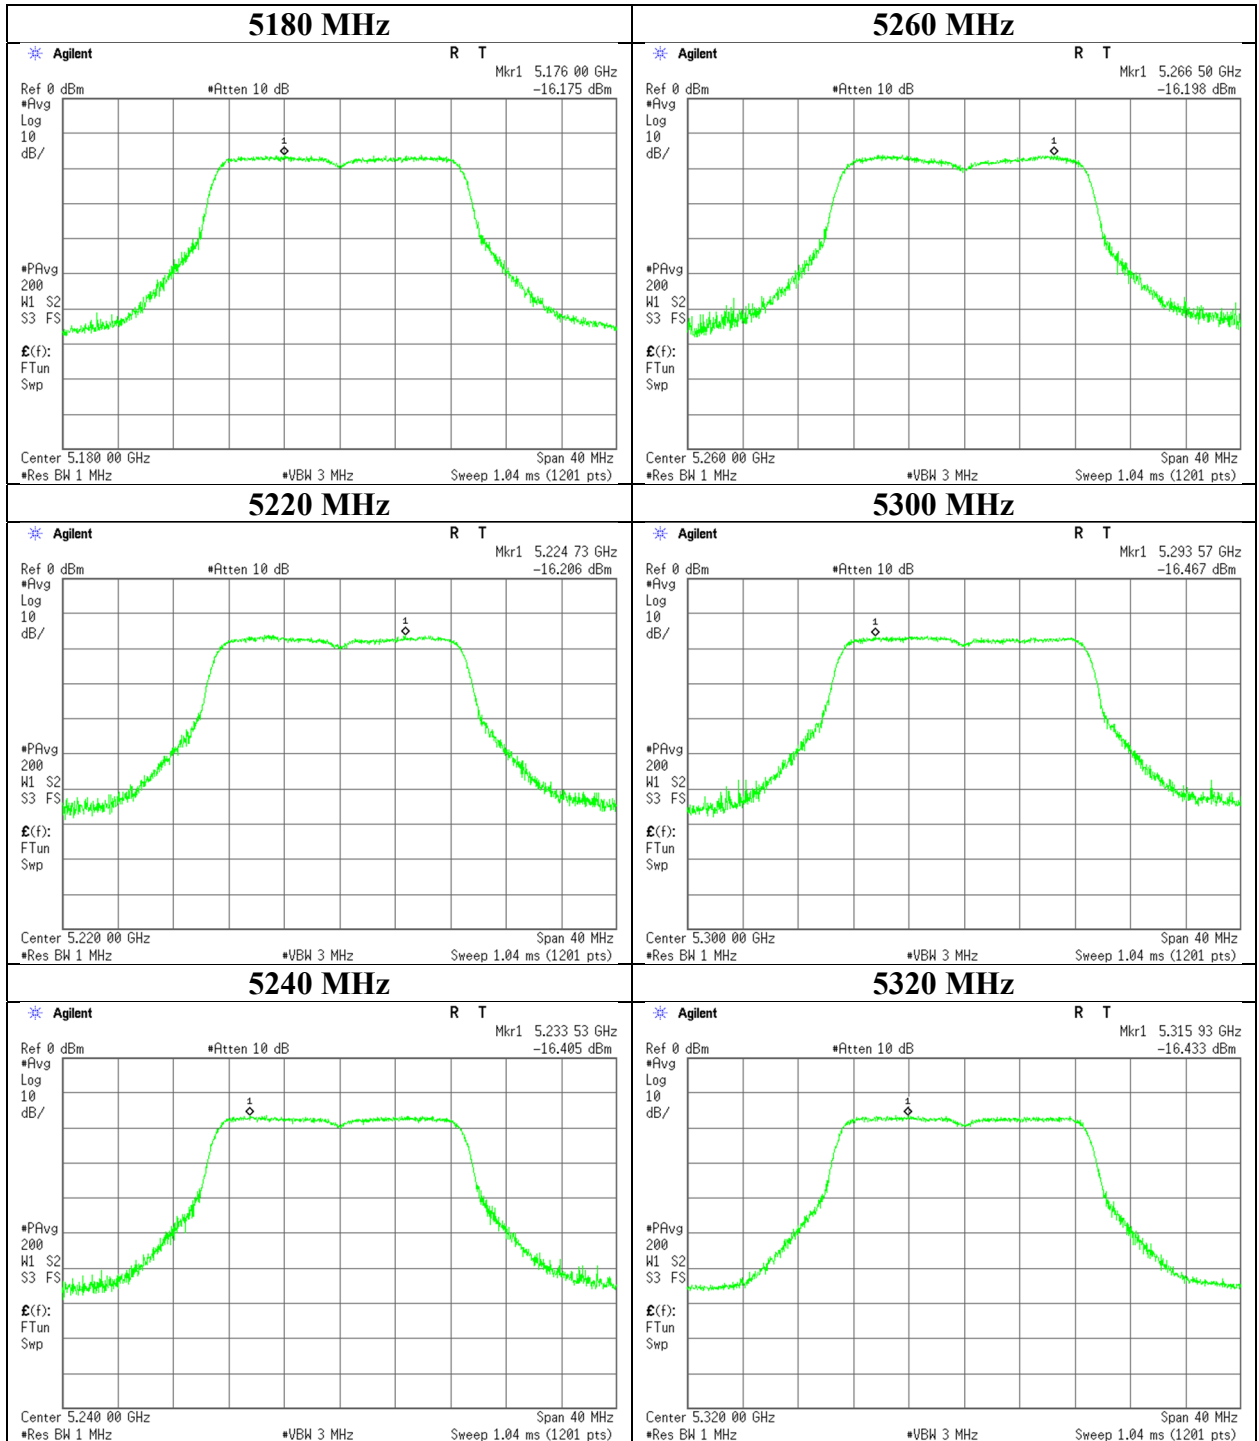 5180 MHz
Agilent R T
Mkr1 5.176 00 GHz
Ref 0 dBm #Atten 10 dB -16.175 dBm
#Avg
Log
10
dB/
1
#PAvg
200
W1 S2
S3 FS
£(f):
FTun
Swp
Center 5.180 00 GHz Span 40 MHz
#Res BW 1 MHz #VBW 3 MHz Sweep 1.04 ms (1201 pts)
5260 MHz
Agilent R T
Mkr1 5.266 50 GHz
Ref 0 dBm #Atten 10 dB -16.198 dBm
#Avg
Log
10
dB/
1
#PAvg
200
W1 S2
S3 FS
£(f):
FTun
Swp
Center 5.260 00 GHz Span 40 MHz
#Res BW 1 MHz #VBW 3 MHz Sweep 1.04 ms (1201 pts)
5220 MHz
Agilent R T
Mkr1 5.224 73 GHz
Ref 0 dBm #Atten 10 dB -16.206 dBm
#Avg
Log
10
dB/
1
#PAvg
200
W1 S2
S3 FS
£(f):
FTun
Swp
Center 5.220 00 GHz Span 40 MHz
#Res BW 1 MHz #VBW 3 MHz Sweep 1.04 ms (1201 pts)
5300 MHz
Agilent R T
Mkr1 5.293 57 GHz
Ref 0 dBm #Atten 10 dB -16.467 dBm
#Avg
Log
10
dB/
1
#PAvg
200
W1 S2
S3 FS
£(f):
FTun
Swp
Center 5.300 00 GHz Span 40 MHz
#Res BW 1 MHz #VBW 3 MHz Sweep 1.04 ms (1201 pts)
5240 MHz
Agilent R T
Mkr1 5.233 53 GHz
Ref 0 dBm #Atten 10 dB -16.405 dBm
#Avg
Log
10
dB/
1
#PAvg
200
W1 S2
S3 FS
£(f):
FTun
Swp
Center 5.240 00 GHz Span 40 MHz
#Res BW 1 MHz #VBW 3 MHz Sweep 1.04 ms (1201 pts)
5320 MHz
Agilent R T
Mkr1 5.315 93 GHz
Ref 0 dBm #Atten 10 dB -16.433 dBm
#Avg
Log
10
dB/
1
#PAvg
200
W1 S2
S3 FS
£(f):
FTun
Swp
Center 5.320 00 GHz Span 40 MHz
#Res BW 1 MHz #VBW 3 MHz Sweep 1.04 ms (1201 pts)